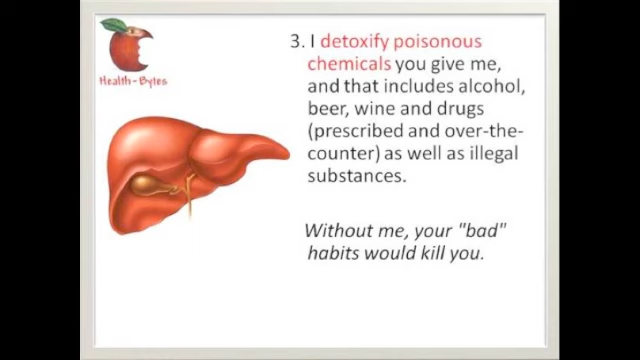 Health-Bytes
3. I detoxify poisonous
chemicals you give me,
and that includes alcohol,
beer, wine and drugs
(prescribed and over-the-
counter) as well as illegal
substances.
Without me, your "bad"
habits would kill you.